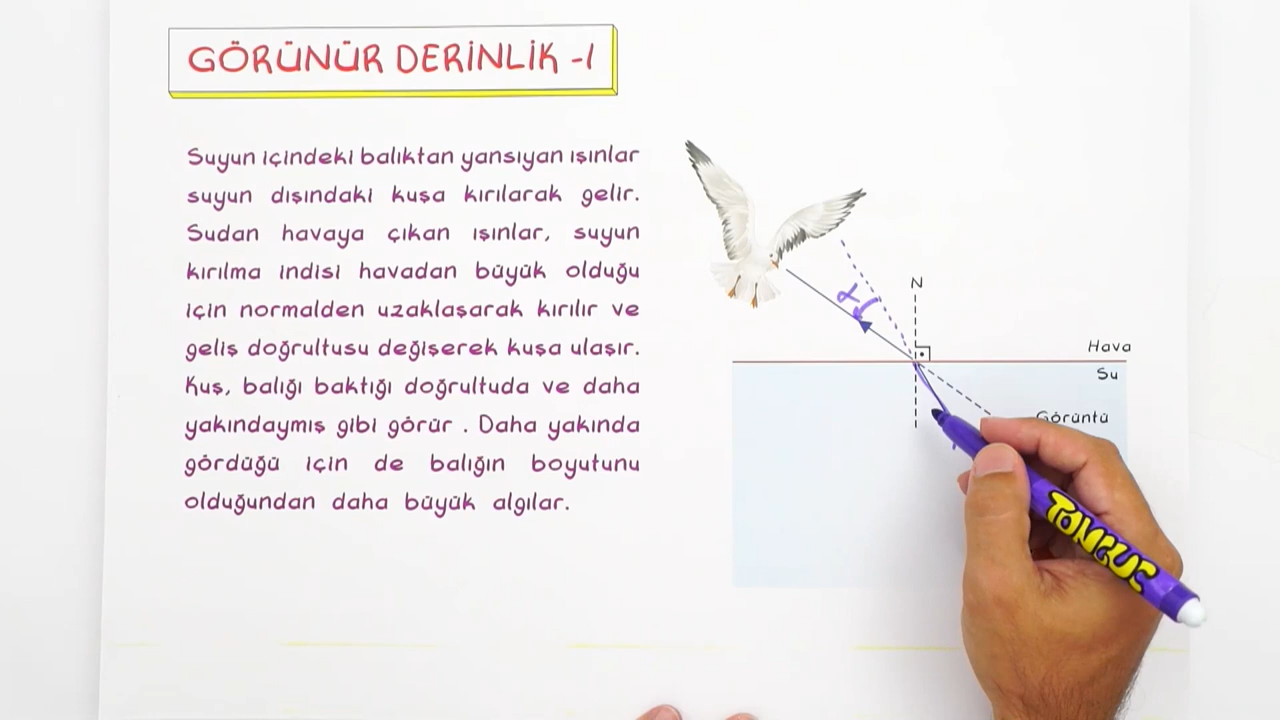 GÖRÜNÜR DERİNLİK -1
Suyun içindeki balıktan yansıyan ışınlar
suyun dışındaki kuşa kırılarak gelir.
Sudan havaya çıkan ışınlar, suyun
kırılma indisi havadan büyük olduğu
için normalden uzaklaşarak kırılır ve
geliş doğrultusu değişerek kuşa ulaşır.
Kuş, balığı baktığı doğrultuda ve daha
yakındaymış gibi görür . Daha yakında
gördüğü için de balığın boyutunu
olduğundan daha büyük algılar.
N
Hava
Su
Görüntü
TONGUÇ